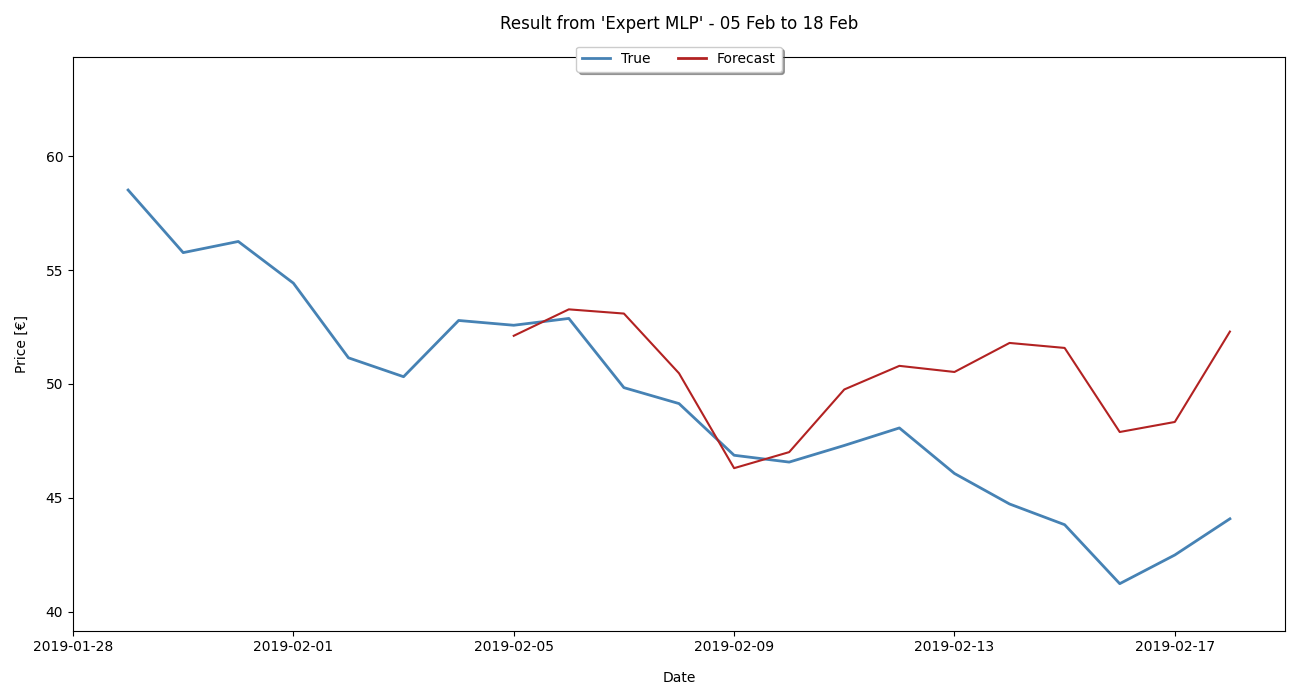 Result from 'Expert MLP' - 05 Feb to 18 Feb
True Forecast
60
55
50
45
40
Price [€]
2019-01-28 2019-02-01 2019-02-05 2019-02-09 2019-02-13 2019-02-17
Date